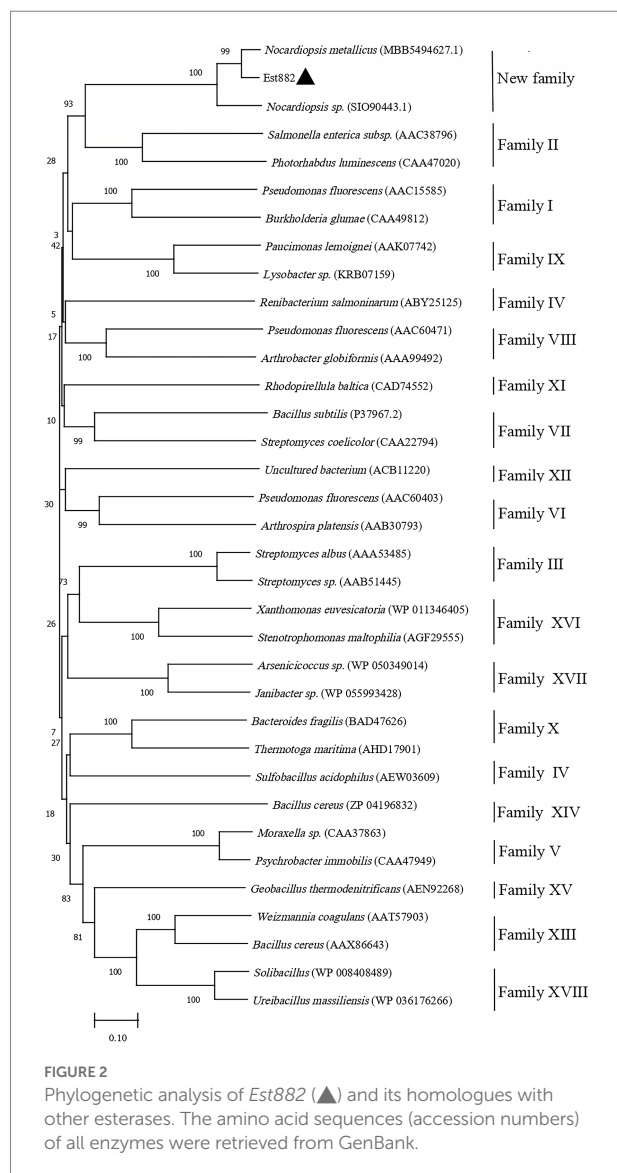 99
Nocardiopsis metallicus (MBB5494627.1)
100
Est882▲
New family
93
Nocardiopsis sp. (SIO90443.1)
Salmonella enterica subsp. (AAC38796)
Family II
28
100
Photorhabdus luminescens (CAA47020)
100
Pseudomonas fluorescens (AAC15585)
Family I
Burkholderia glumae (CAA49812)
3
42
Paucimonas lemoignei (AAK07742)
Family IX
100
Lysobacter sp. (KRB07159)
5
Renibacterium salmoninarum (ABY25125)
Family IV
17
Pseudomonas fluorescens (AAC60471)
Family VIII
100
Arthrobacter globiformis (AAA99492)
Rhodopirellula baltica (CAD74552)
Family XI
10
Bacillus subtilis (P37967.2)
Family VII
99
Streptomyces coelicolor (CAA22794)
Uncultured bacterium (ACB11220)
Family XII
30
Pseudomonas fluorescens (AAC60403)
Family VI
99
Arthrospira platensis (AAB30793)
100
Streptomyces albus (AAA53485)
Family III
73
Streptomyces sp. (AAB51445)
26
Xanthomonas euvesicatoria (WP 011346405)
Family XVI
100
Stenotrophomonas maltophilia (AGF29555)
Arsenicicoccus sp. (WP 050349014)
Family XVII
100
Janibacter sp. (WP 055993428)
7
27
100
Bacteroides fragilis (BAD47626)
Family X
Thermotoga maritima (AHD17901)
Sulfobacillus acidophilus (AEW03609)
Family IV
18
Bacillus cereus (ZP 04196832)
Family XIV
100
Moraxella sp. (CAA37863)
Family V
30
Psychrobacter immobilis (CAA47949)
83
Geobacillus thermodenitrificans (AEN92268)
Family XV
81
100
Weizmannia coagulans (AAT57903)
Family XIII
Bacillus cereus (AAX86643)
100
Solibacillus (WP 008408489)
Family XVIII
100
Ureibacillus massiliensis (WP 036176266)
0.10
FIGURE 2
Phylogenetic analysis of Est882 (▲) and its homologues with
other esterases. The amino acid sequences (accession numbers)
of all enzymes were retrieved from GenBank.